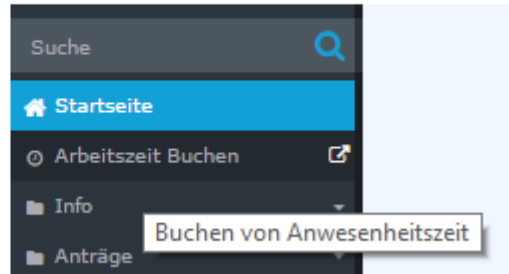 Suche
Startseite
Arbeitszeit Buchen
Info
Buchen von Anwesenheitszeit
Anträge